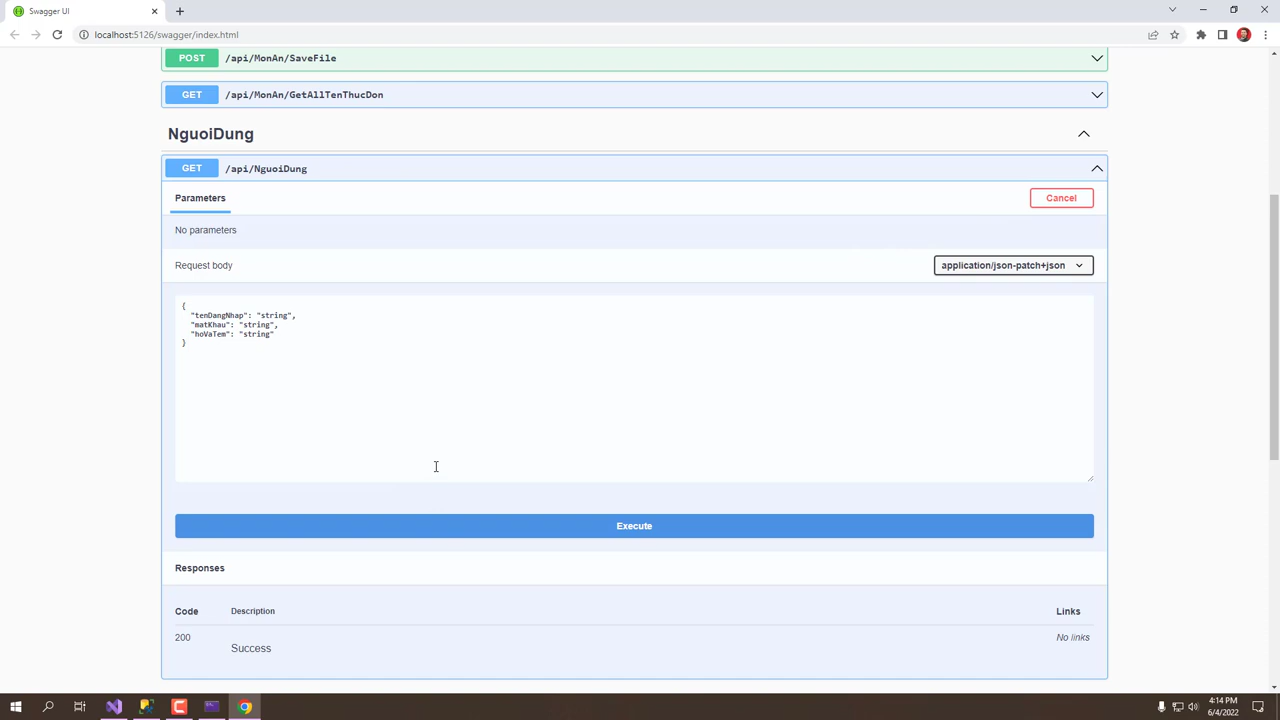 Swagger UI
localhost:5126/swagger/index.html
POST /api/MonAn/SaveFile
GET /api/MonAn/GetAllTenThucDon
NguoiDung
GET /api/NguoiDung
Parameters
Cancel
No parameters
Request body
application/json-patch+json
{
"tenDangNhap": "string",
"matKhau": "string",
"hoVaTem": "string"
}
Execute
Responses
Code Description Links
200 Success No links
4:14 PM
6/4/2022